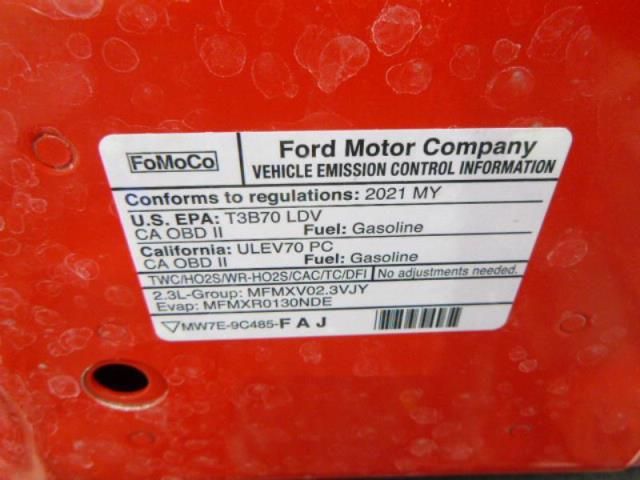 FoMoCo
Ford Motor Company
VEHICLE EMISSION CONTROL INFORMATION
Conforms to regulations: 2021 MY
U.S. EPA: T3B70 LDV
CA OBD II Fuel: Gasoline
California: ULEV70 PC
CA OBD II Fuel: Gasoline
TWC/HO2S/WR-HO2S/CAC/TC/DFI No adjustments needed.
2.3L-Group: MFMXV02.3VJY
Evap: MFMXR0130NDE
MW7E-9C485-F A J